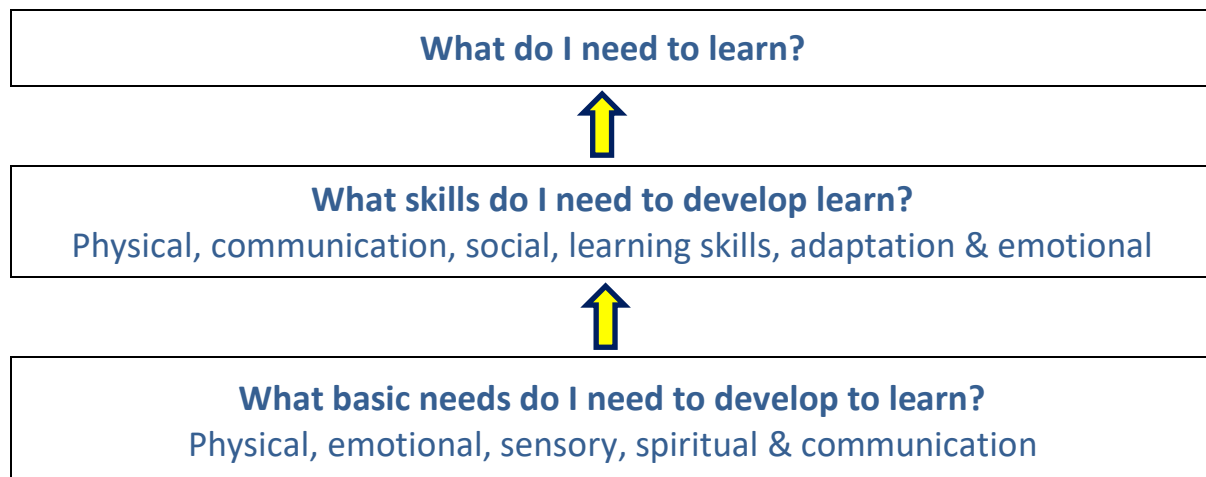 What do I need to learn?
What skills do I need to develop learn?
Physical, communication, social, learning skills, adaptation & emotional
What basic needs do I need to develop to learn?
Physical, emotional, sensory, spiritual & communication